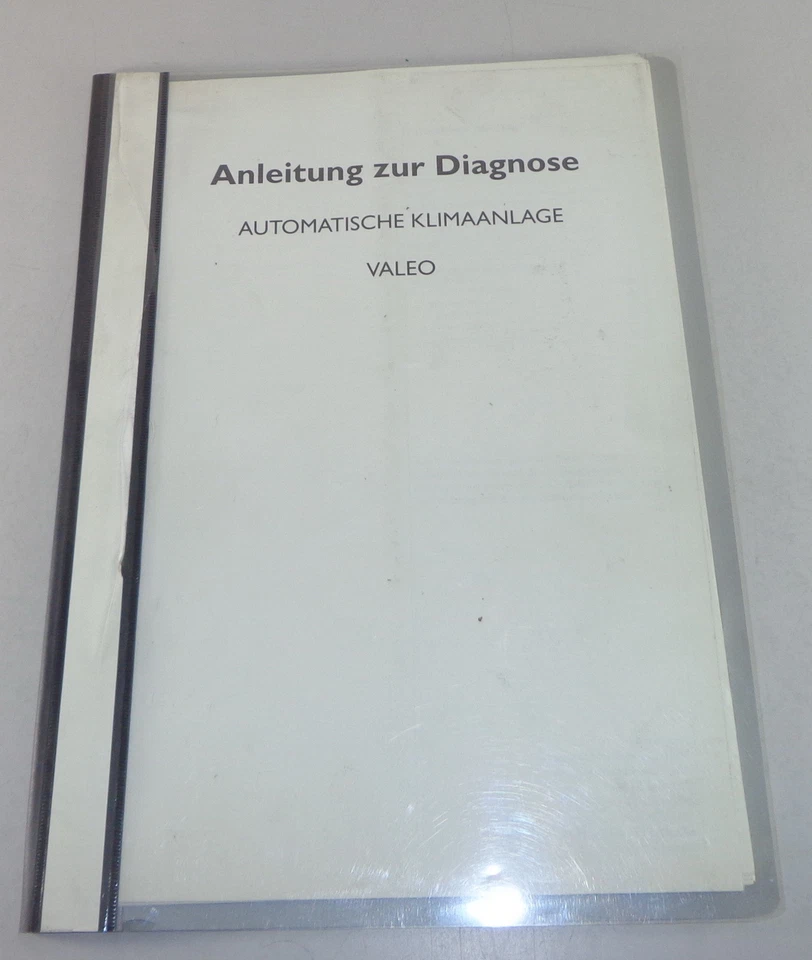 Anleitung zur Diagnose
AUTOMATISCHE KLIMAANLAGE
VALEO